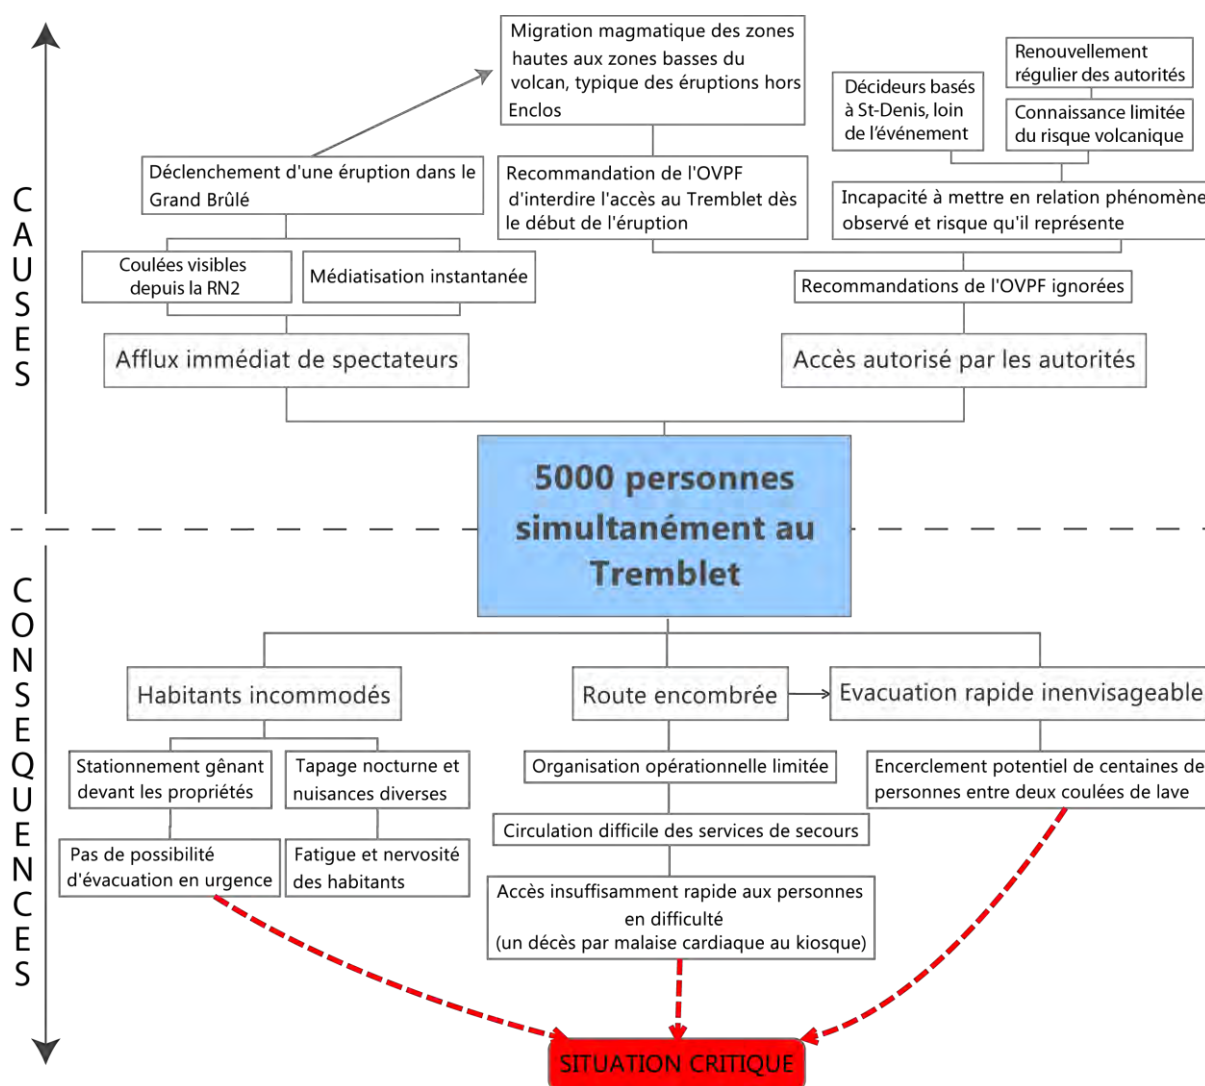 CAUSES
Migration magmatique des zones
hautes aux zones basses du
volcan, typique des éruptions hors
Enclos
Renouvellement
régulier des autorités
Décideurs basés
à St-Denis, loin
de l'événement
Connaissance limitée
du risque volcanique
Déclenchement d'une éruption dans le
Grand Brûlé
Recommandation de l'OVPF
d'interdire l'accès au Tremblet dès
le début de l'éruption
Incapacité à mettre en relation phénomène
observé et risque qu'il représente
Coulées visibles
depuis la RN2
Médiatisation instantanée
Recommandations de l'OVPF ignorées
Afflux immédiat de spectateurs
Accès autorisé par les autorités
5000 personnes
simultanément au
Tremblet
CONSEQUENCES
Habitants incommodés
Route encombrée
Evacuation rapide inenvisageable
Stationnement gênant
devant les propriétés
Tapage nocturne et
nuisances diverses
Organisation opérationnelle limitée
Encerclement potentiel de centaines de
personnes entre deux coulées de lave
Circulation difficile des services de secours
Pas de possibilité
d'évacuation en urgence
Fatigue et nervosité
des habitants
Accès insuffisamment rapide aux personnes
en difficulté
(un décès par malaise cardiaque au kiosque)
SITUATION CRITIQUE